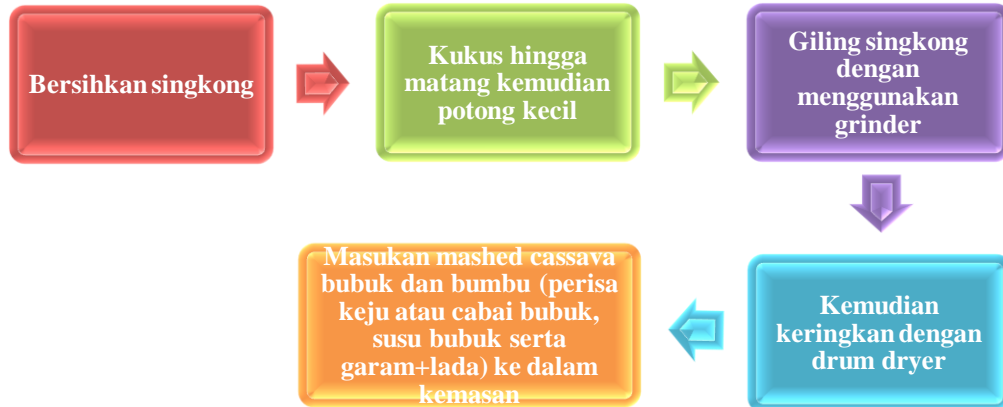 Bersihkan singkong
Kukus hingga
matang kemudian
potong kecil
Giling singkong
dengan
menggunakan
grinder
Kemudian
keringkan dengan
drum dryer
Masukan mashed cassava
bubuk dan bumbu (perisa
keju atau cabai bubuk,
susu bubuk serta
garam+lada) ke dalam
kemasan